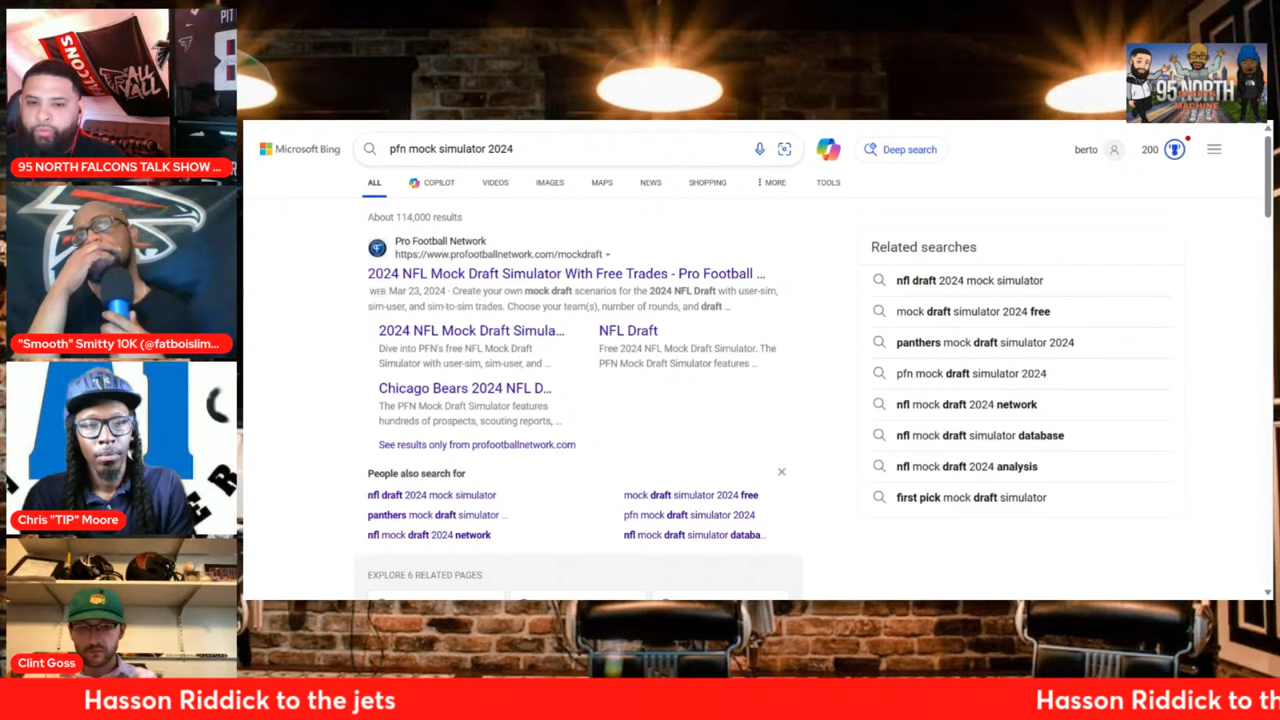 FALCONS
ALL
PIT
8
95 NORTH FALCONS TALK SHOW ...
"Smooth" Smitty 10K (@fatboislim...
Chris "TIP" Moore
Clint Goss
95 NORTH
SPORTS
MACHINE
Microsoft Bing
pfn mock simulator 2024
Deep search
berto
200
ALL
COPILOT
VIDEOS
IMAGES
MAPS
NEWS
SHOPPING
MORE
TOOLS
About 114,000 results
Pro Football Network
https://www.profootballnetwork.com/mockdraft
2024 NFL Mock Draft Simulator With Free Trades - Pro Football ...
WEB Mar 23, 2024 · Create your own mock draft scenarios for the 2024 NFL Draft with user-sim,
sim-user, and sim-to-sim trades. Choose your team(s), number of rounds, and draft ...
2024 NFL Mock Draft Simula...
Dive into PFN's free NFL Mock Draft
Simulator with user-sim, sim-user, and ...
NFL Draft
Free 2024 NFL Mock Draft Simulator. The
PFN Mock Draft Simulator features ...
Chicago Bears 2024 NFL D...
The PFN Mock Draft Simulator features
hundreds of prospects, scouting reports, ...
See results only from profootballnetwork.com
People also search for
nfl draft 2024 mock simulator
mock draft simulator 2024 free
panthers mock draft simulator ...
pfn mock draft simulator 2024
nfl mock draft 2024 network
nfl mock draft simulator databa...
EXPLORE 6 RELATED PAGES
Related searches
nfl draft 2024 mock simulator
mock draft simulator 2024 free
panthers mock draft simulator 2024
pfn mock draft simulator 2024
nfl mock draft 2024 network
nfl mock draft simulator database
nfl mock draft 2024 analysis
first pick mock draft simulator
Hasson Riddick to the jets
Hasson Riddick to th